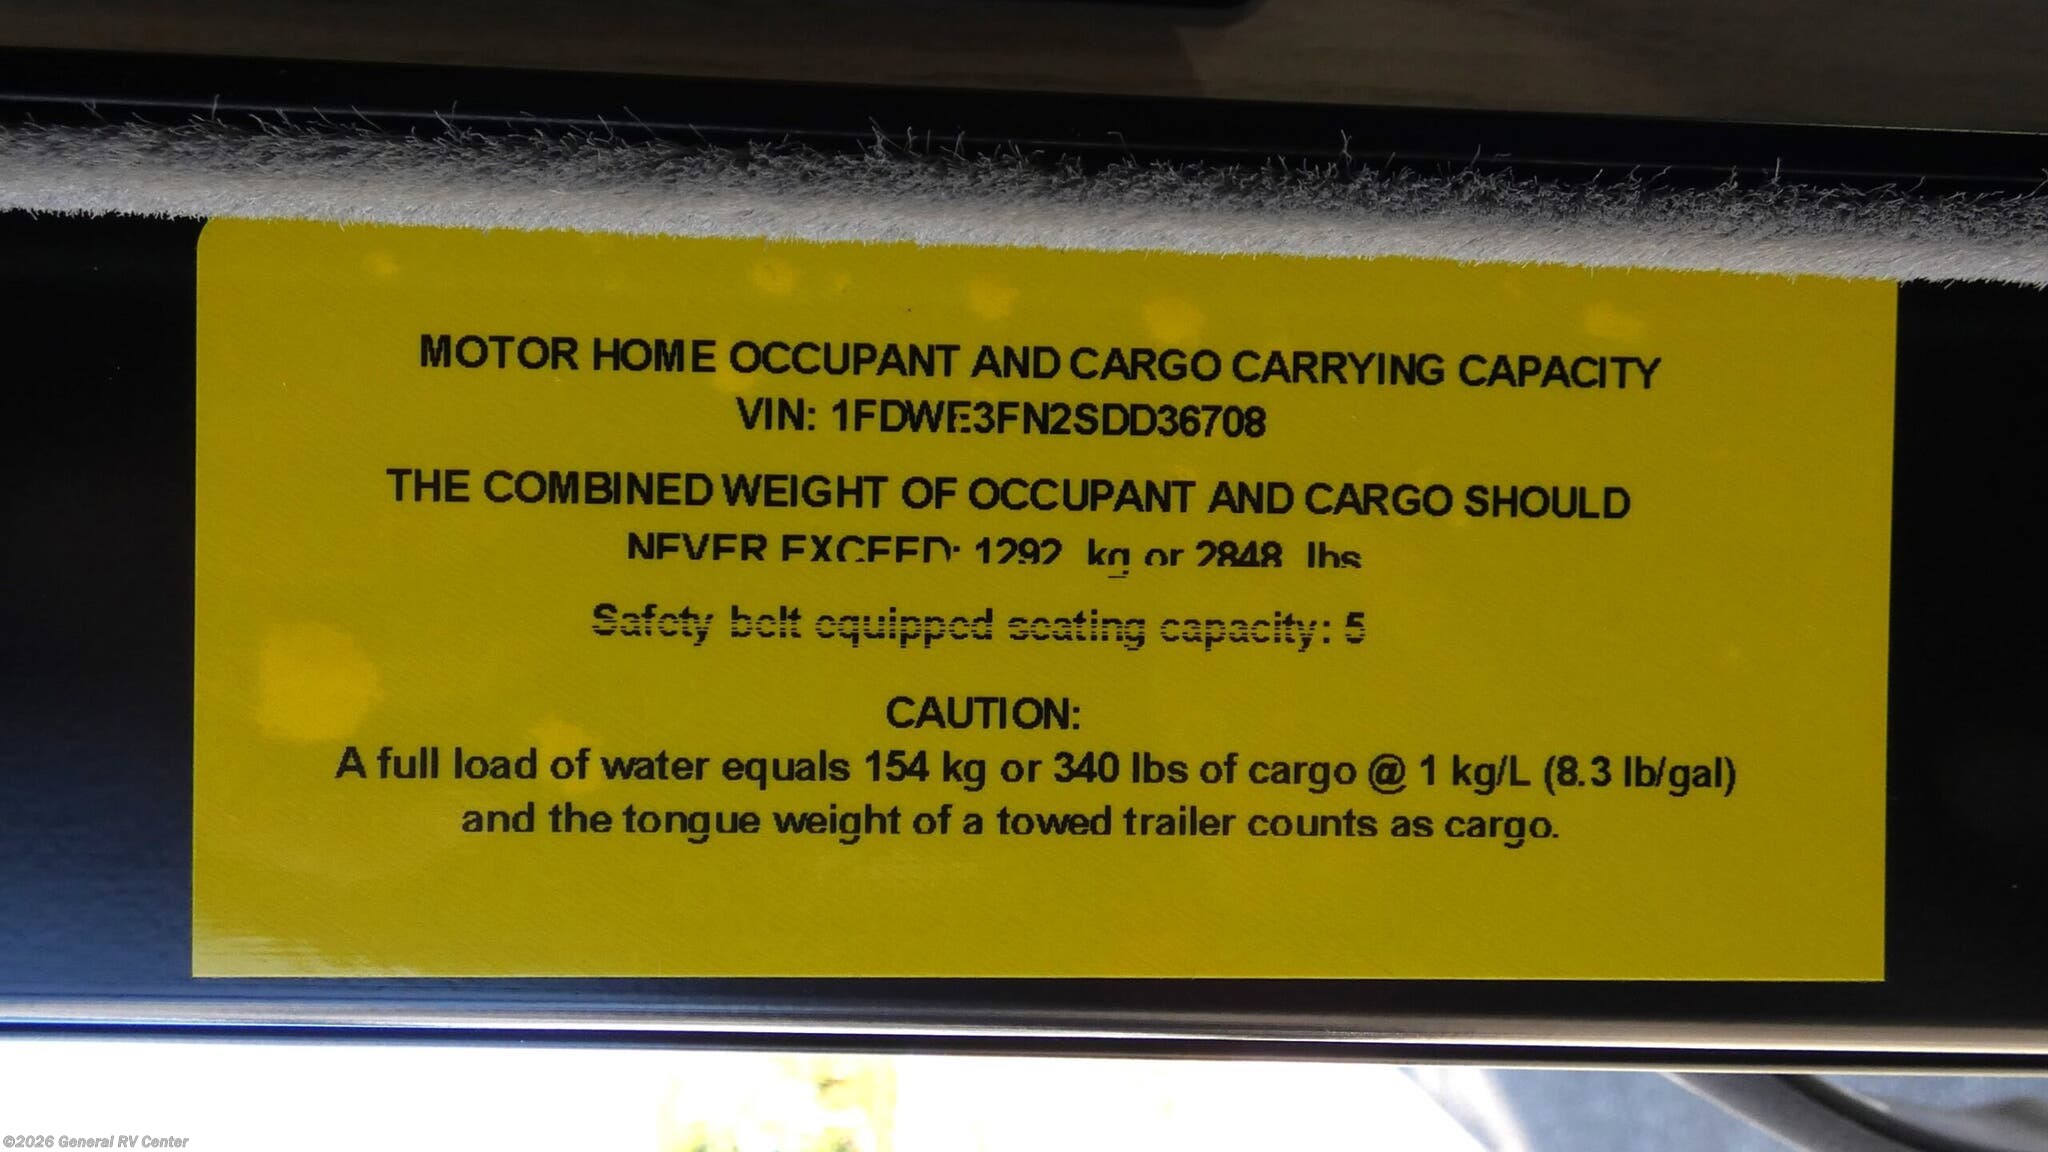 MOTOR HOME OCCUPANT AND CARGO CARRYING CAPACITY
VIN: 1FDWE3FN2SDD36708
THE COMBINED WEIGHT OF OCCUPANT AND CARGO SHOULD
NEVER EXCEED: 1292 kg or 2848 lbs
Safety belt equipped seating capacity: 5
CAUTION:
A full load of water equals 154 kg or 340 lbs of cargo @ 1 kg/L (8.3 lb/gal)
and the tongue weight of a towed trailer counts as cargo.
©2026 General RV Center